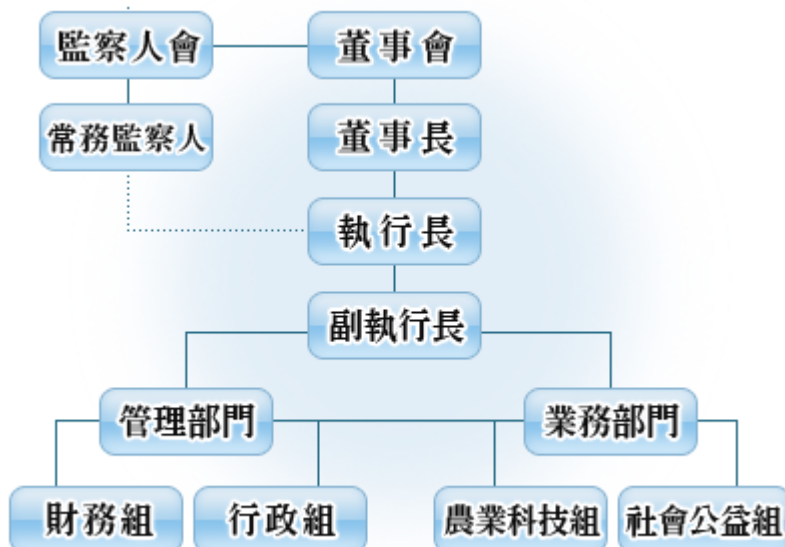 監察人會
董事會
常務監察人
董事長
執行長
副執行長
管理部門
業務部門
財務組
行政組
農業科技組
社會公益組